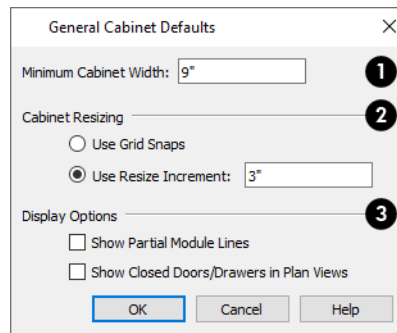 General Cabinet Defaults
Minimum Cabinet Width: 9" 1
Cabinet Resizing 2
Use Grid Snaps
Use Resize Increment: 3"
Display Options 3
Show Partial Module Lines
Show Closed Doors/Drawers in Plan Views
OK Cancel Help